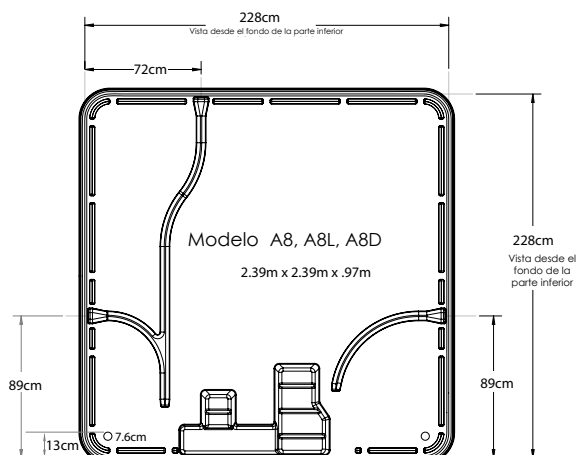 228cm
Vista desde el fondo de la parte inferior
72cm
Modelo A8, A8L, A8D
2.39m x 2.39m x .97m
228cm
Vista desde el
fondo de la
parte inferior
89cm
89cm
7.6cm
13cm